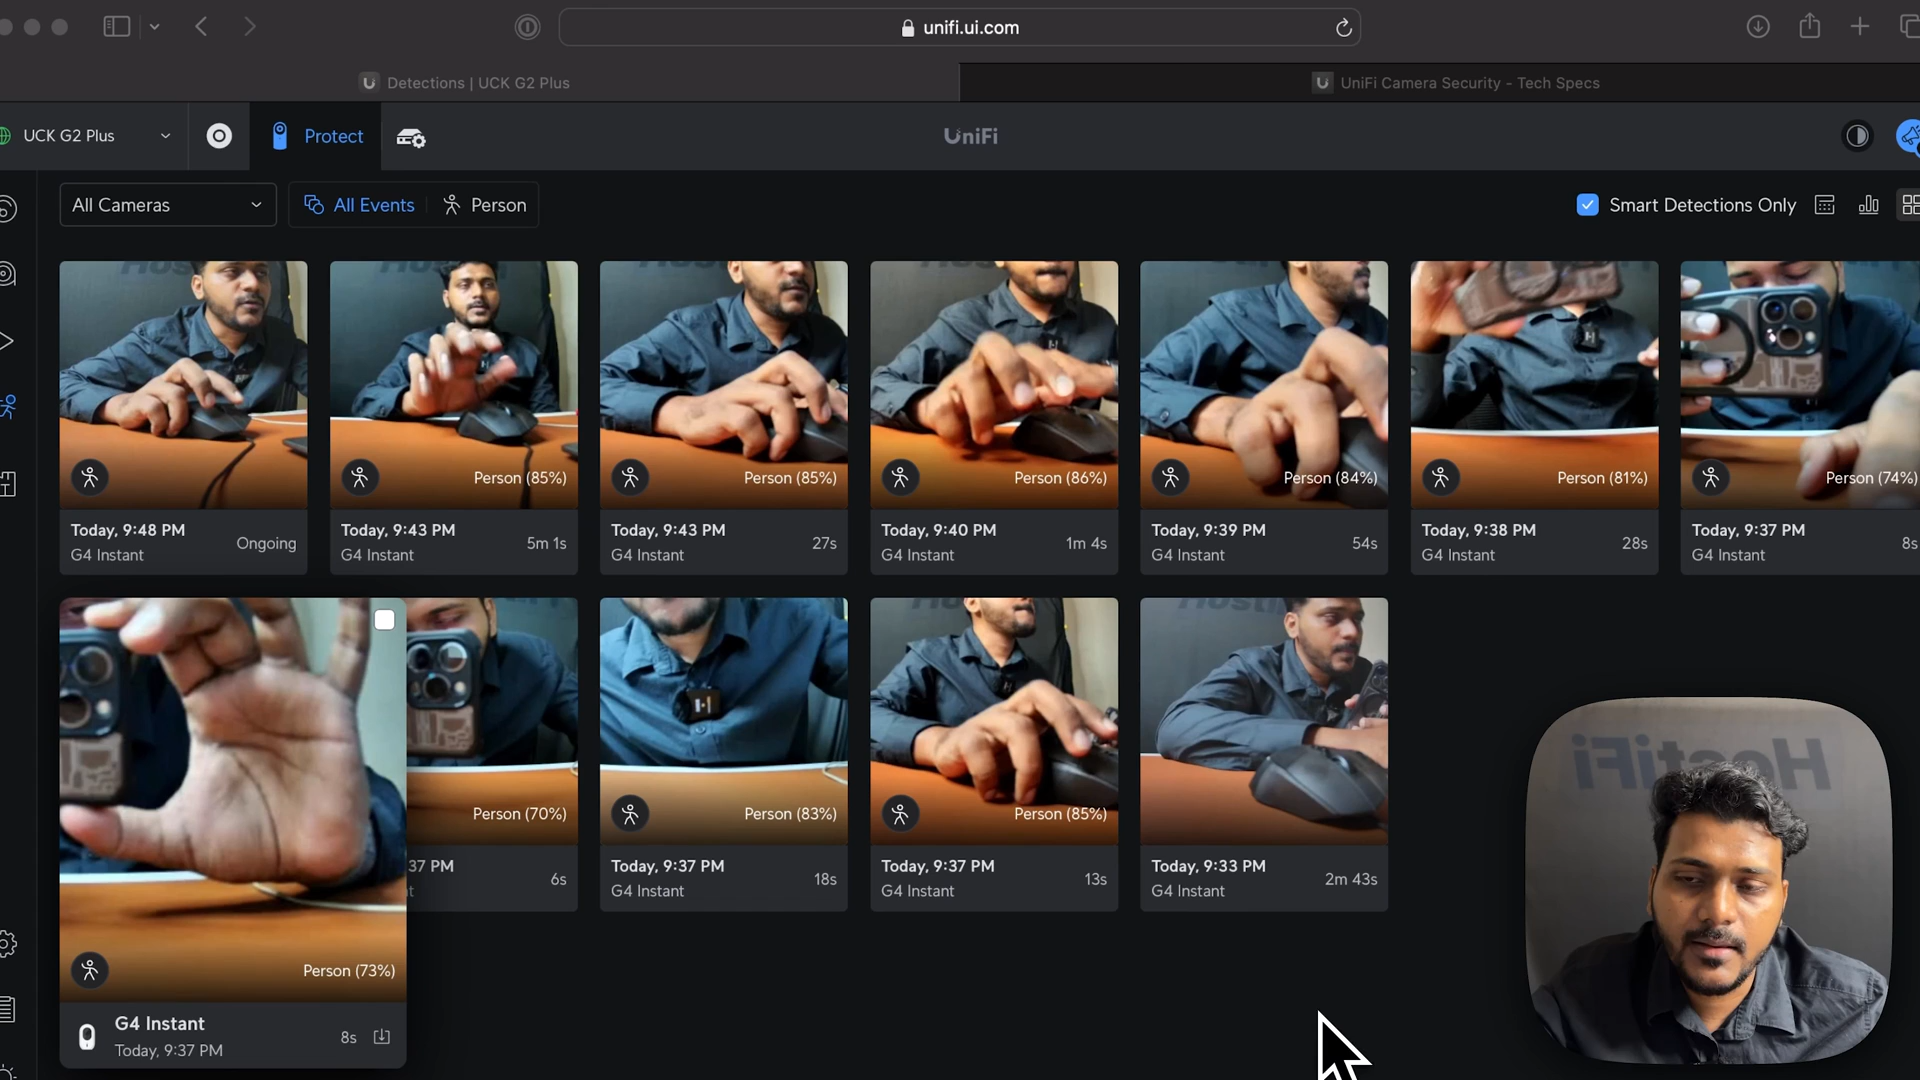 unifi.ui.com
Detections | UCK G2 Plus
UniFi Camera Security - Tech Specs
UCK G2 Plus
Protect
UniFi
All Cameras
All Events
Person
Smart Detections Only
Today, 9:48 PM
G4 Instant
Ongoing
Person (85%)
Today, 9:43 PM
G4 Instant
5m 1s
Person (85%)
Today, 9:43 PM
G4 Instant
27s
Person (86%)
Today, 9:40 PM
G4 Instant
1m 4s
Person (84%)
Today, 9:39 PM
G4 Instant
54s
Person (81%)
Today, 9:38 PM
G4 Instant
28s
Person (74%)
Today, 9:37 PM
G4 Instant
8s
Person (73%)
G4 Instant
Today, 9:37 PM
8s
Person (70%)
37 PM
6s
Person (83%)
Today, 9:37 PM
G4 Instant
18s
Person (85%)
Today, 9:37 PM
G4 Instant
13s
Today, 9:33 PM
G4 Instant
2m 43s
HostiFi